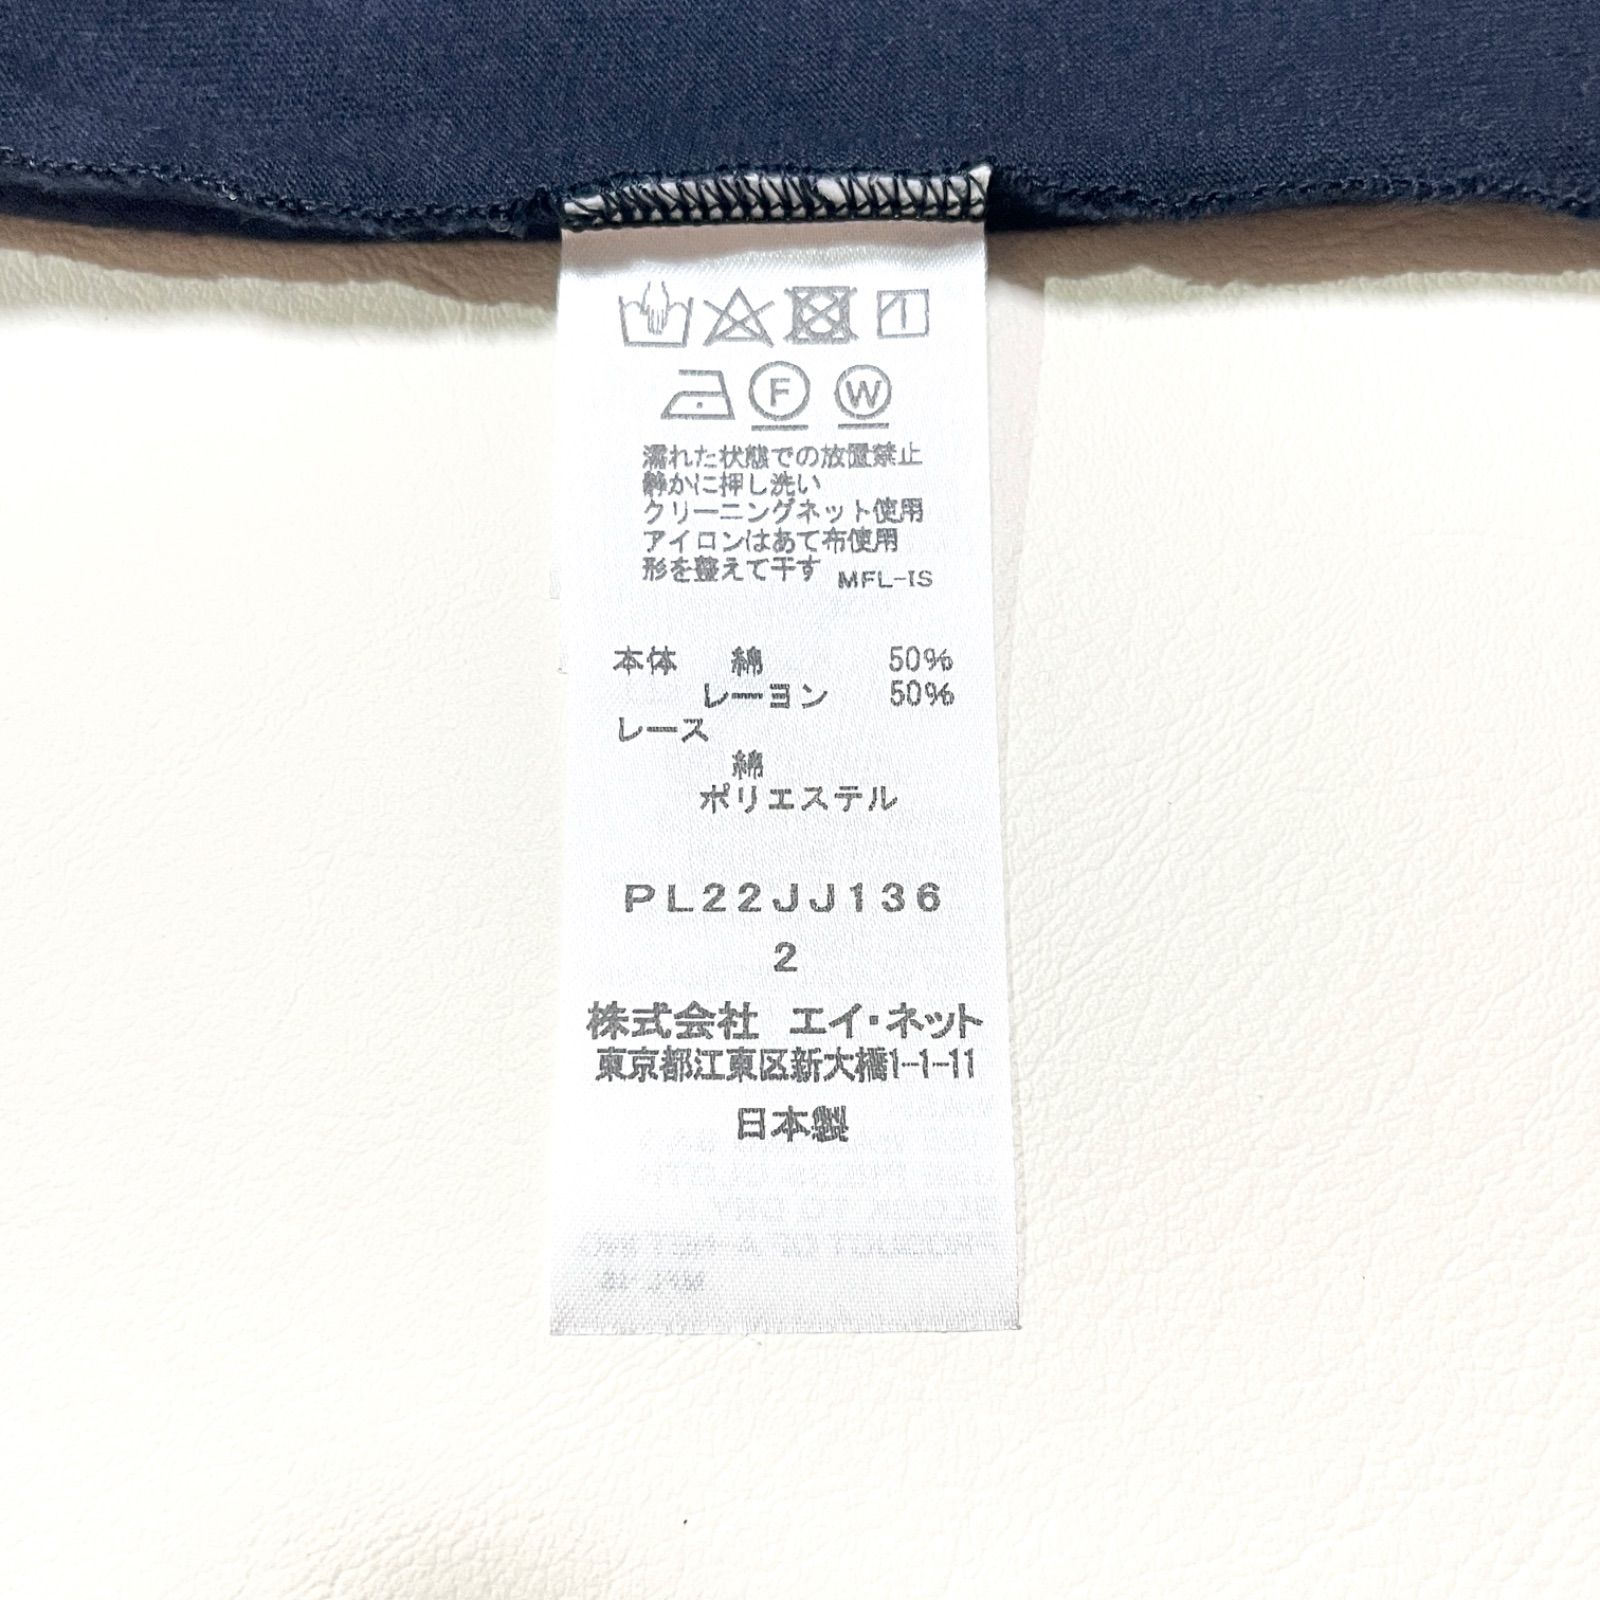 F W
濡れた状態での放置禁止
静かに押し洗い
クリーニングネット使用
アイロンはあて布使用
形を整えて干す MFL-IS
本体 綿 50%
レーヨン 50%
レース
綿
ポリエステル
PL22JJ136
2
株式会社 エイ・ネット
東京都江東区新大橋1-1-11
日本製